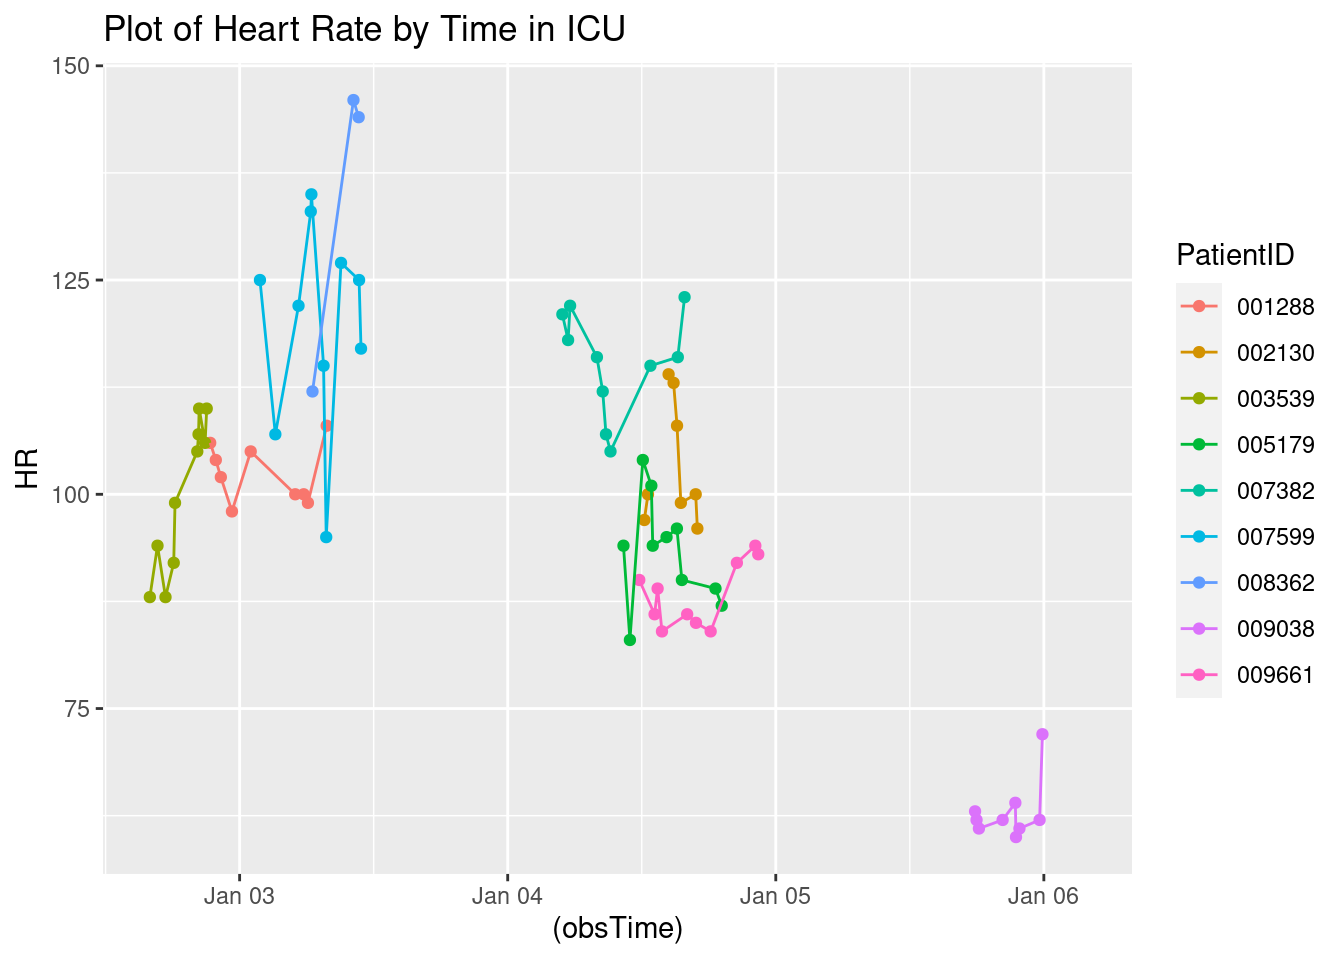 Plot of Heart Rate by Time in ICU
150
125
100
75
HR
Jan 03
Jan 04
Jan 05
Jan 06
(obsTime)
PatientID
001288
002130
003539
005179
007382
007599
008362
009038
009661